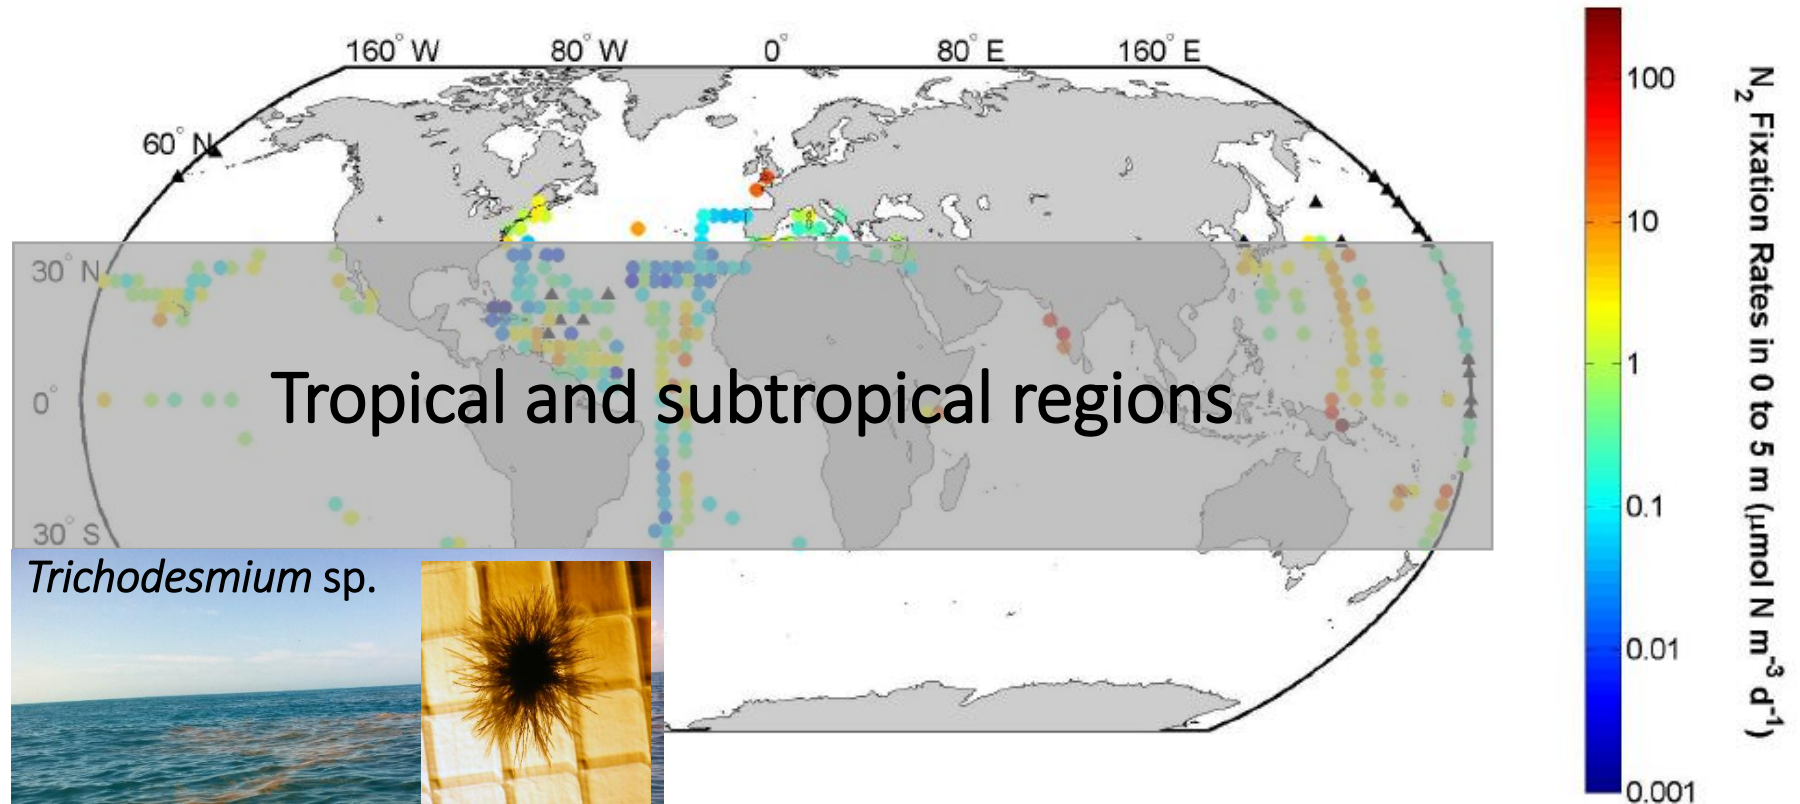 160° W 80° W 0° 80° E 160° E
60° N
30° N
0°
30° S
Tropical and subtropical regions
Trichodesmium sp.
100
10
1
0.1
0.01
0.001
N₂ Fixation Rates in 0 to 5 m (μmol N m⁻³ d⁻¹)